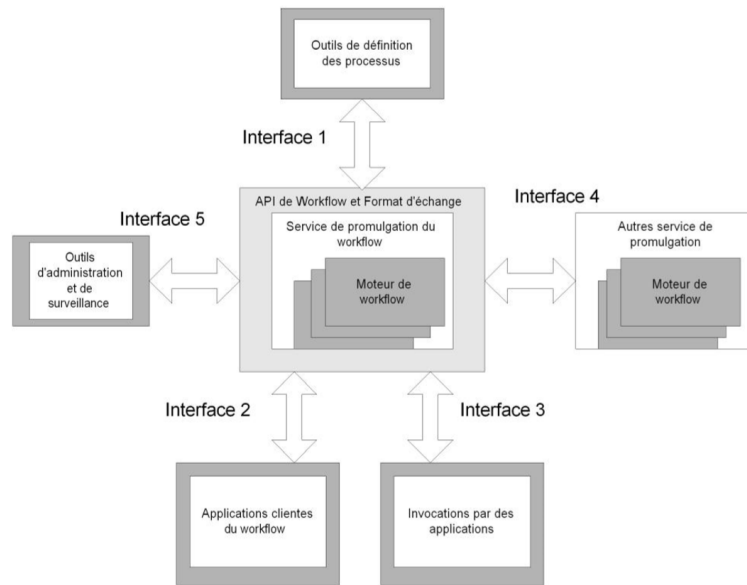 Outils de définition
des processus
Interface 1
API de Workflow et Format d'échange
Interface 5
Interface 4
Service de promulgation du
workflow
Autres service de
promulgation
Outils
d'administration
et de
surveillance
Moteur de
workflow
Moteur de
workflow
Interface 2
Interface 3
Applications clientes
du workflow
Invocations par des
applications